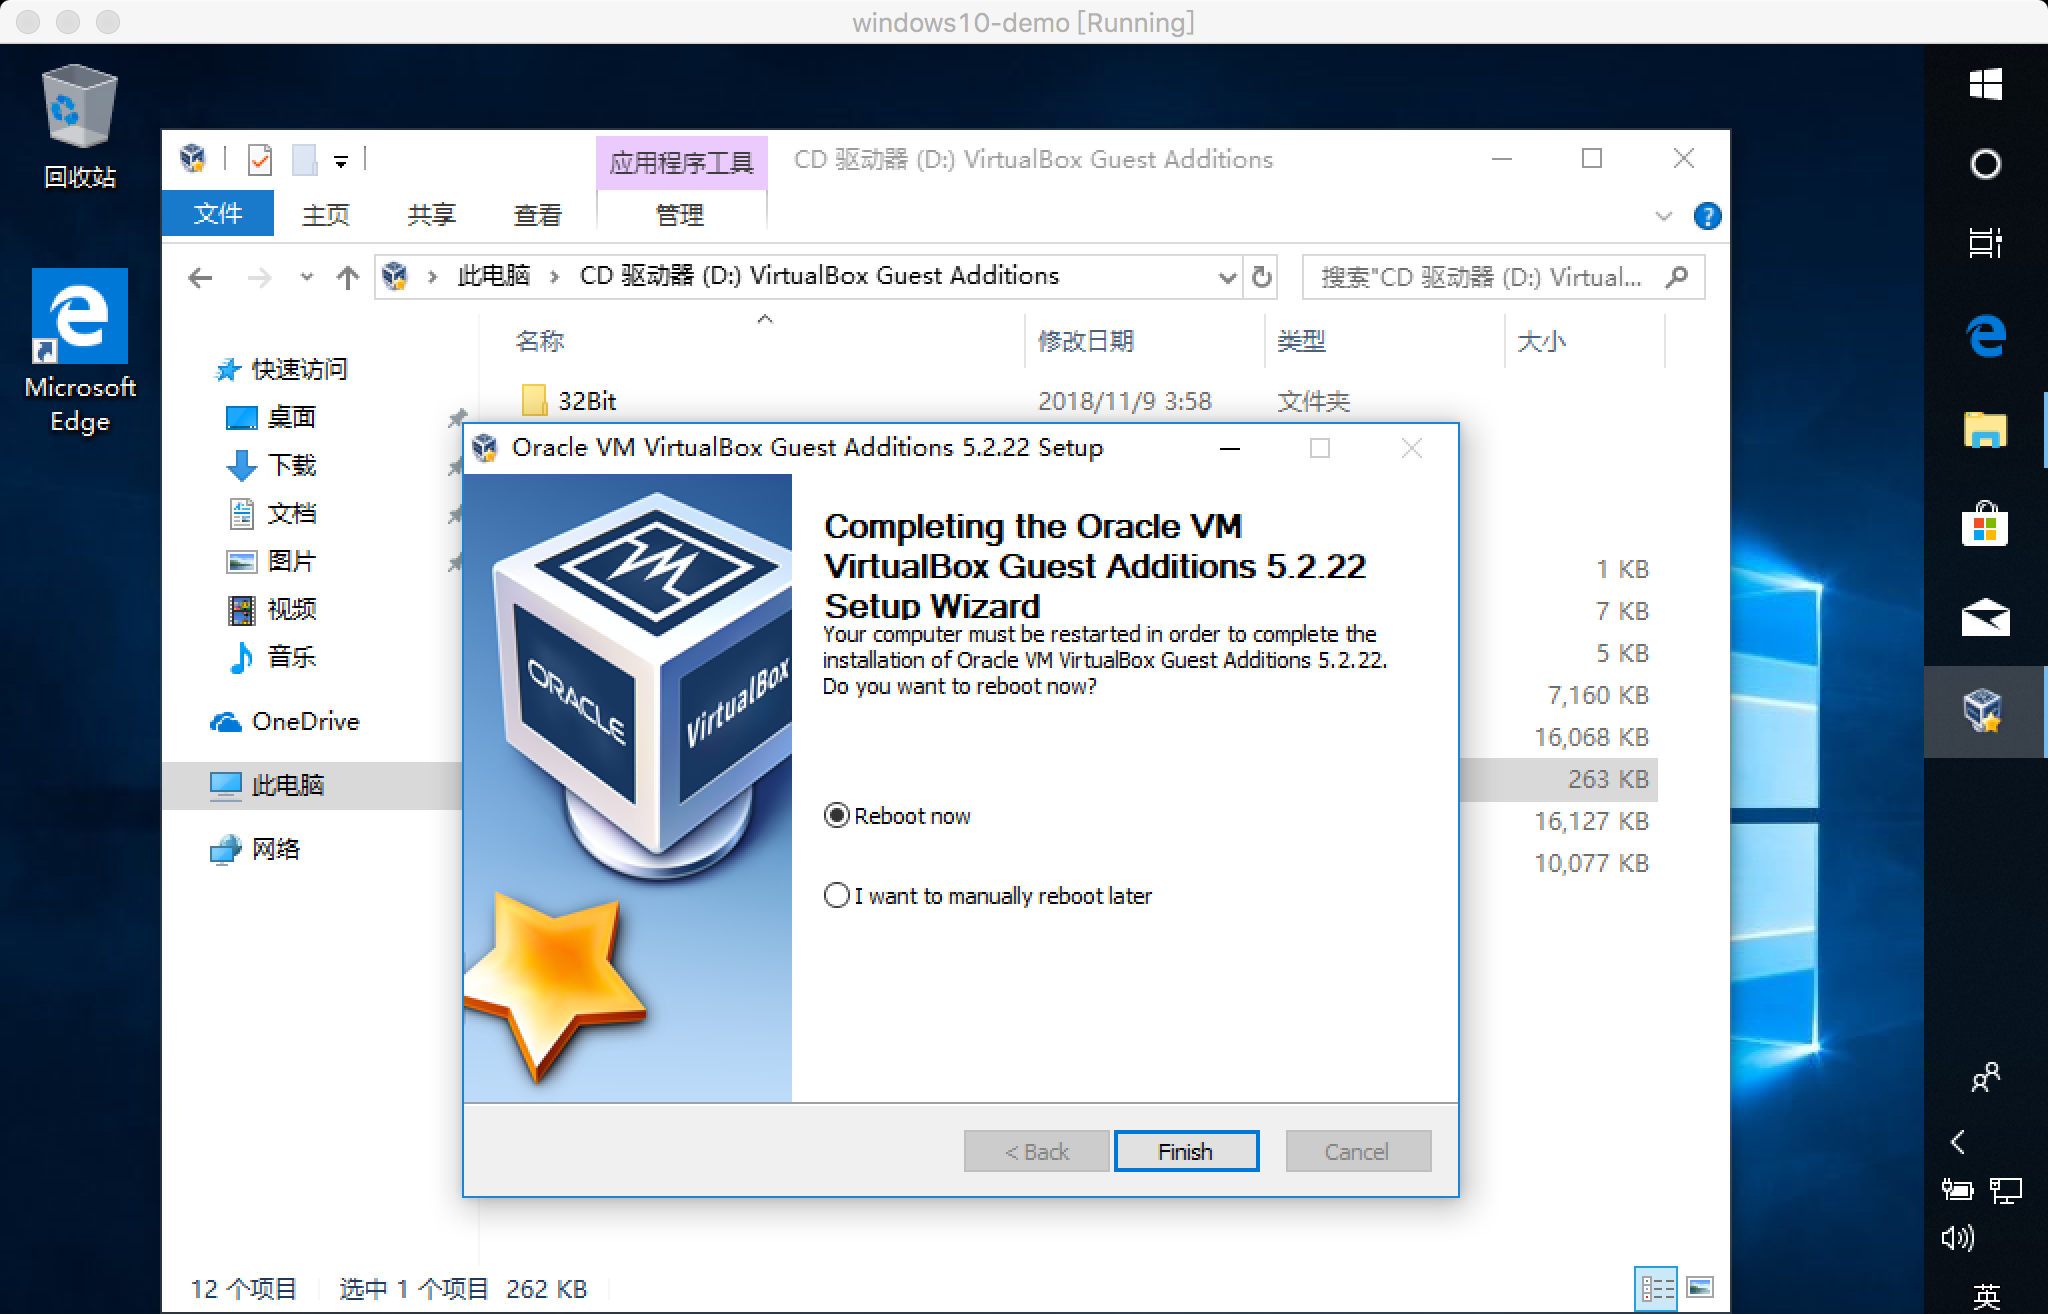 windows10-demo [Running]
回收站
Microsoft
Edge
应用程序工具
CD 驱动器 (D:) VirtualBox Guest Additions
文件
主页
共享
查看
管理
此电脑
CD 驱动器 (D:) VirtualBox Guest Additions
搜索"CD 驱动器 (D:) Virtual...
名称
修改日期
类型
大小
快速访问
桌面
下载
文档
图片
视频
音乐
OneDrive
此电脑
网络
32Bit
2018/11/9 3:58
文件夹
1 KB
7 KB
5 KB
7,160 KB
16,068 KB
263 KB
16,127 KB
10,077 KB
Oracle VM VirtualBox Guest Additions 5.2.22 Setup
ORACLE
VirtualBox
Completing the Oracle VM
VirtualBox Guest Additions 5.2.22
Setup Wizard
Your computer must be restarted in order to complete the
installation of Oracle VM VirtualBox Guest Additions 5.2.22.
Do you want to reboot now?
Reboot now
I want to manually reboot later
< Back
Finish
Cancel
12 个项目
选中 1 个项目 262 KB
英